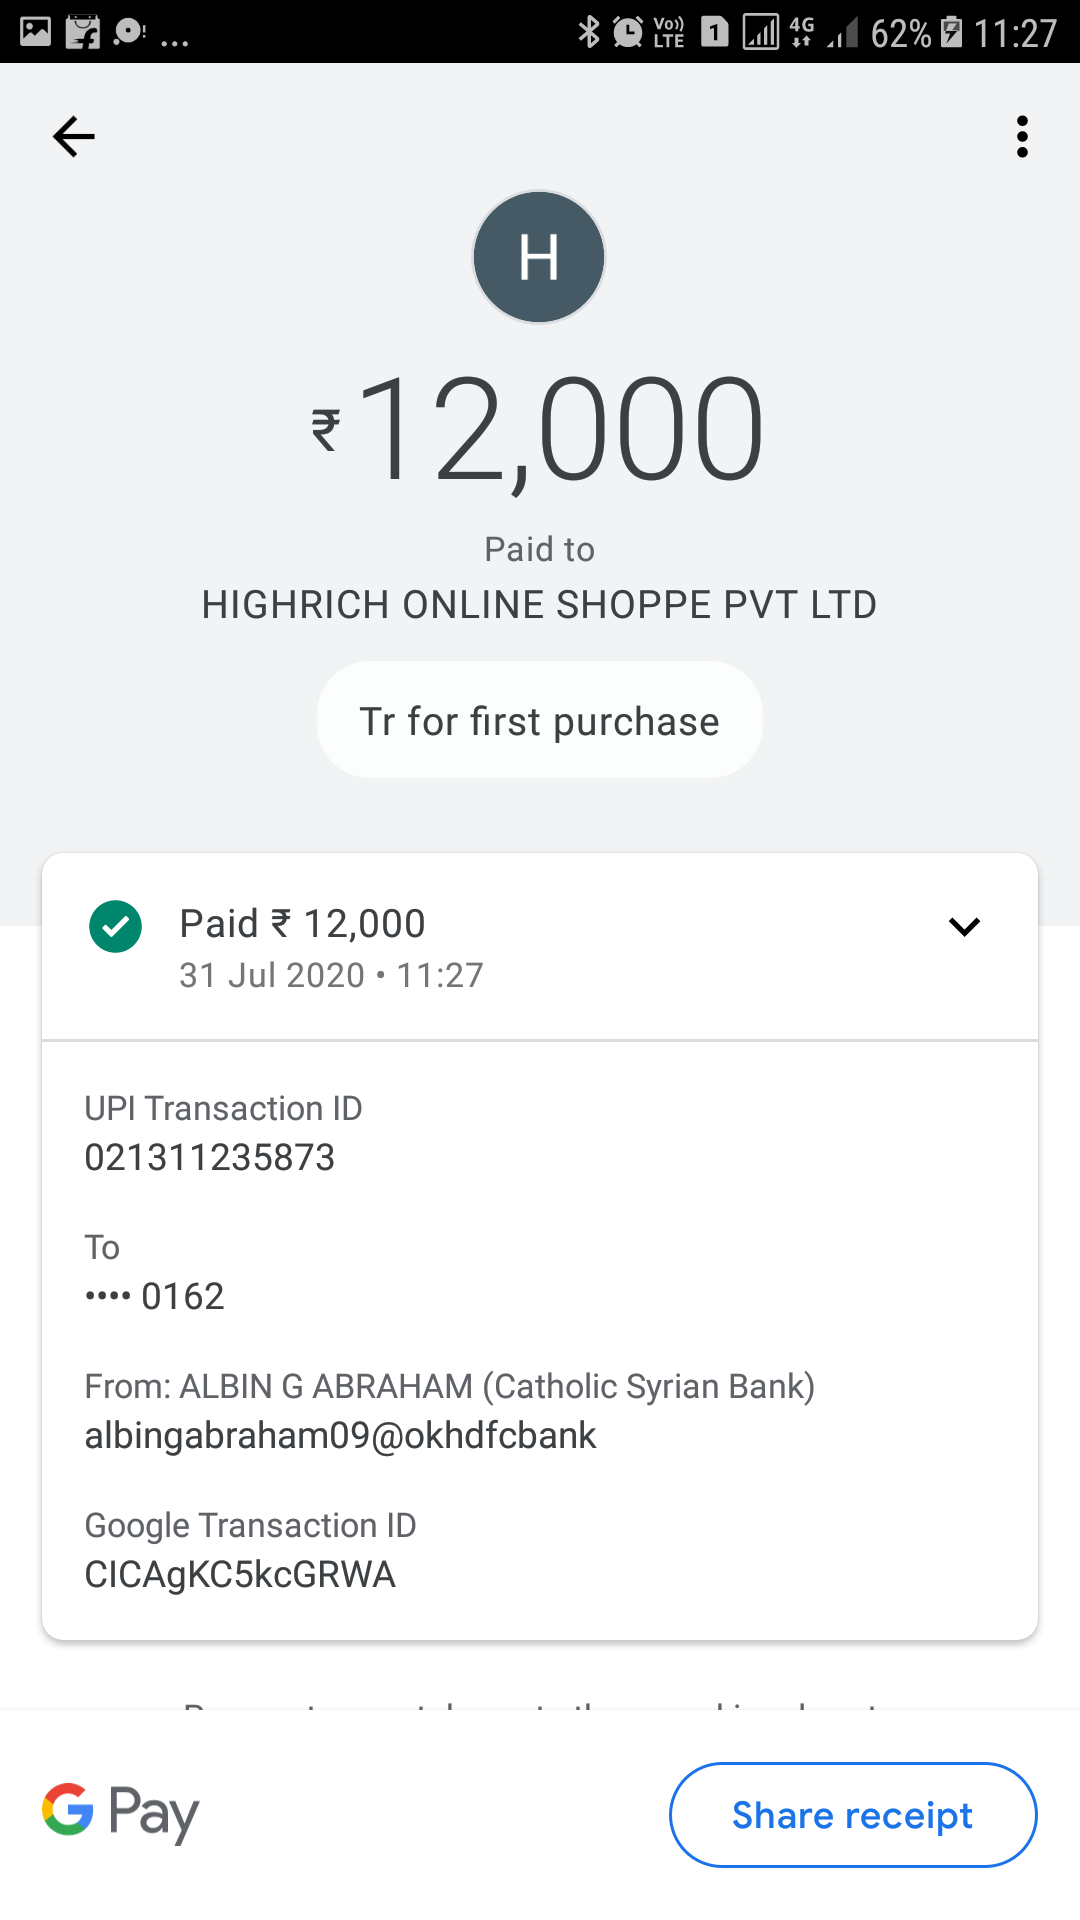 Vo))
LTE
1
4G
62%
11:27
H
₹12,000
Paid to
HIGHRICH ONLINE SHOPPE PVT LTD
Tr for first purchase
Paid ₹ 12,000
31 Jul 2020 • 11:27
UPI Transaction ID
021311235873
To
•••• 0162
From: ALBIN G ABRAHAM (Catholic Syrian Bank)
albingabraham09@okhdfcbank
Google Transaction ID
CICAgKC5kcGRWA
G Pay
Share receipt